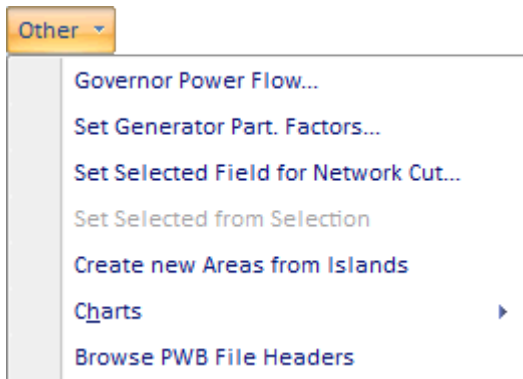 Other
Governor Power Flow...
Set Generator Part. Factors...
Set Selected Field for Network Cut...
Set Selected from Selection
Create new Areas from Islands
Charts
Browse PWB File Headers